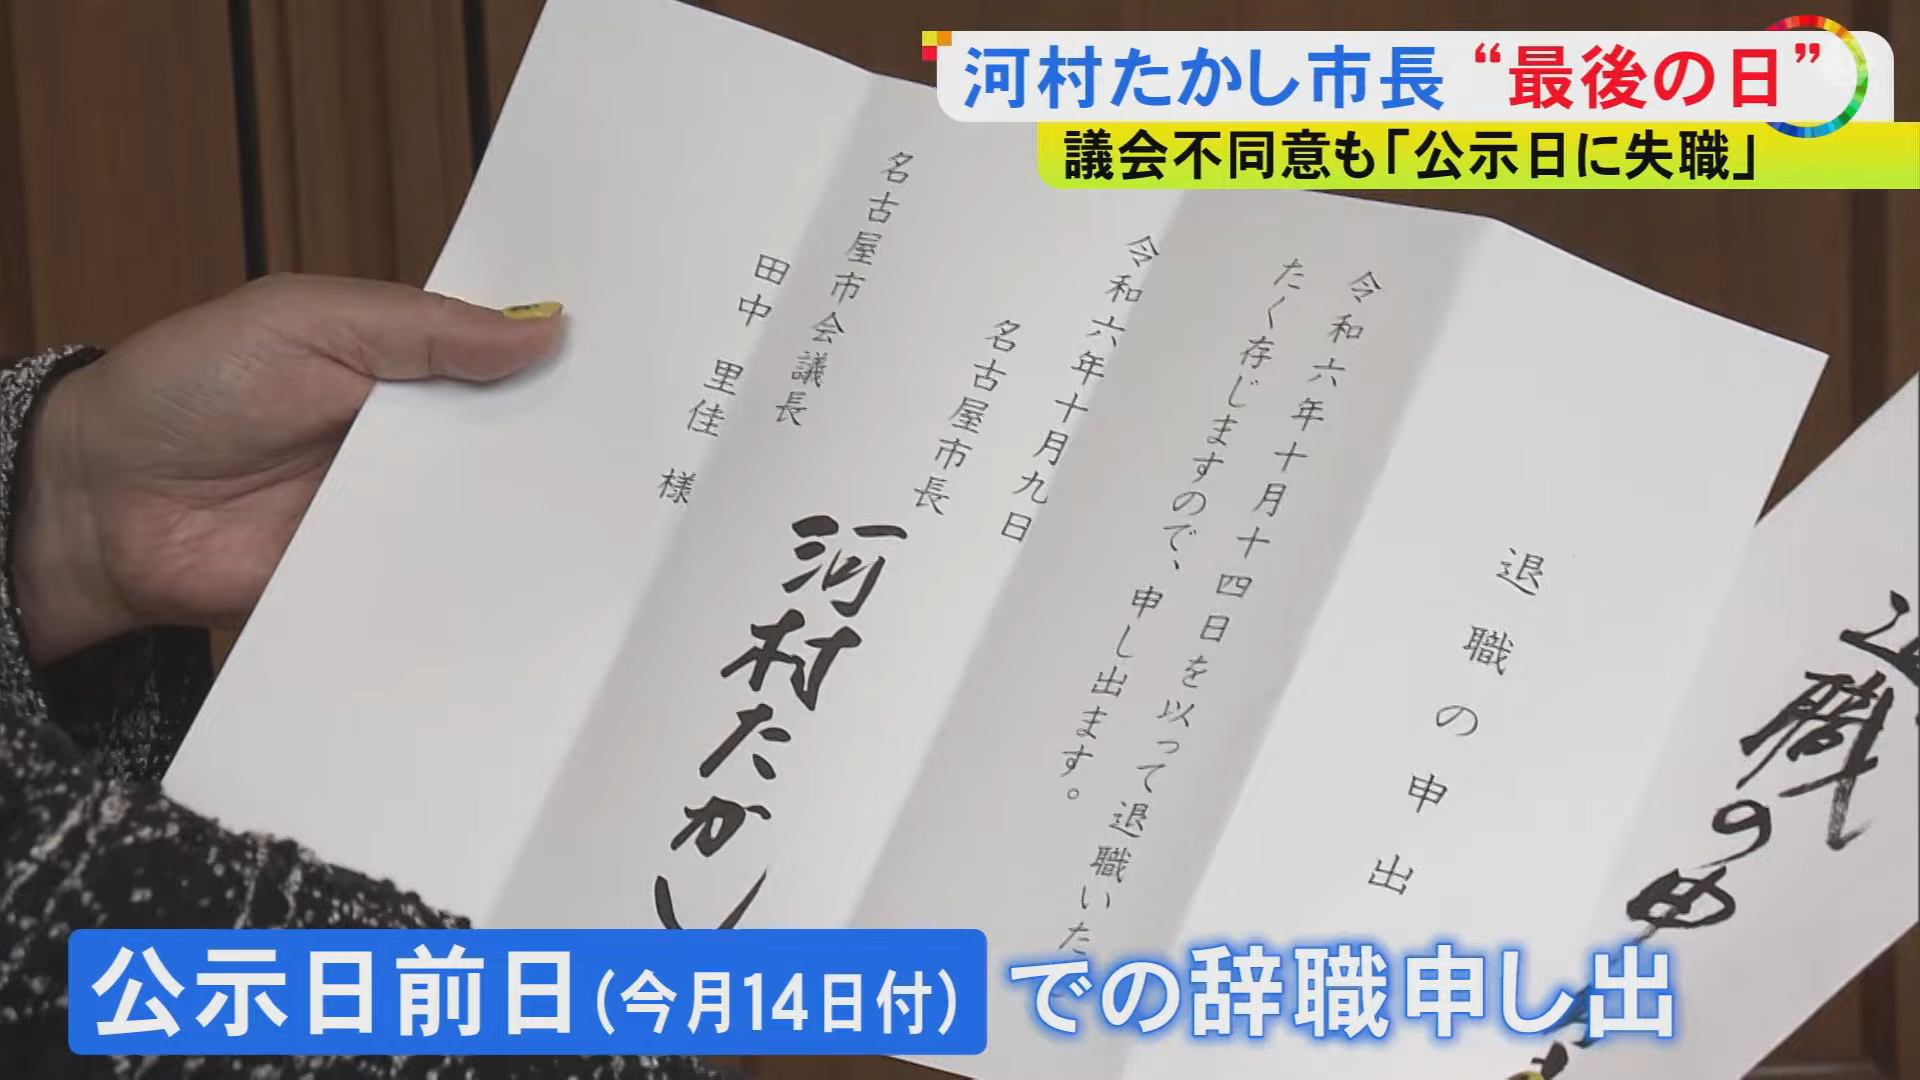 河村たかし市長 “最後の日”
議会不同意も「公示日に失職」
退職の申出
令和六年十月十四日を以って退職いた
たく存じますので、申し出ます。
令和六年十月九日
名古屋市長
河村たかし
名古屋市会議長
田中 里佳 様
職の申
公示日前日(今月14日付)での辞職申し出